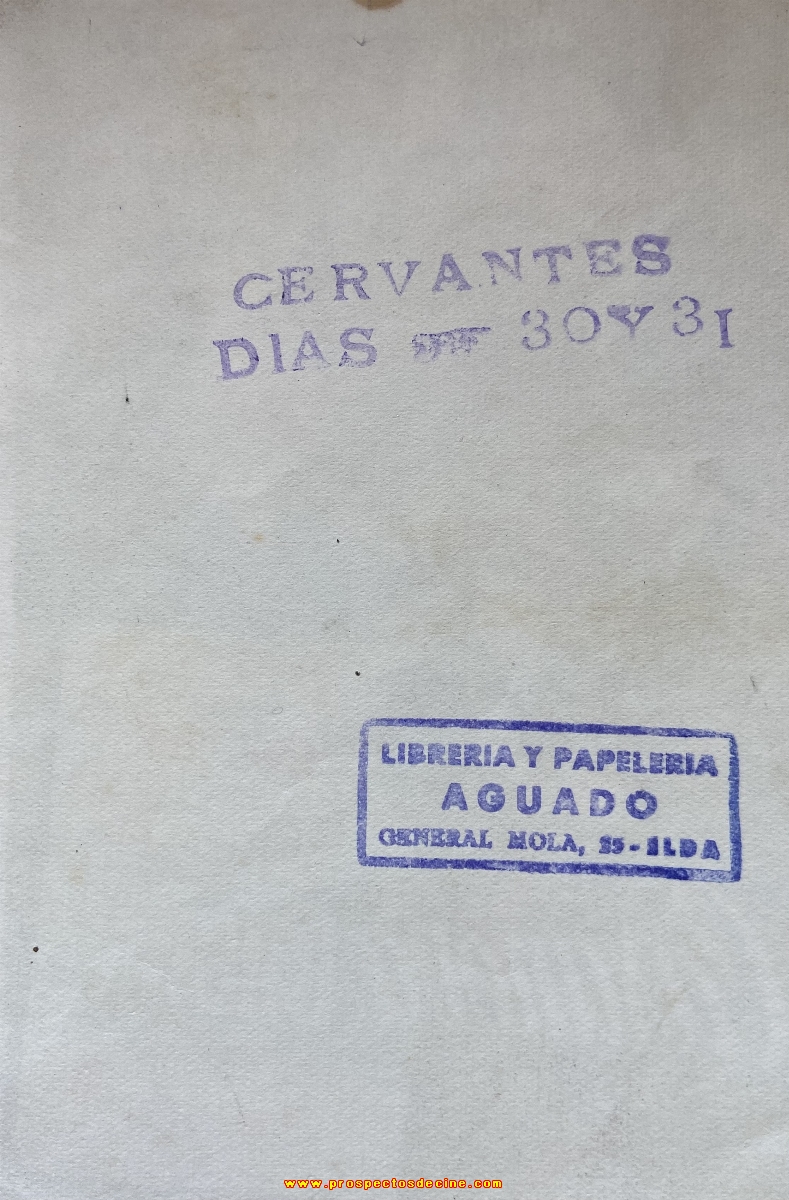 CERVANTES
DIAS 30 Y 31
LIBRERIA Y PAPELERIA
AGUADO
GENERAL MOLA, 25-ELDA
www.prospectosdecine.com